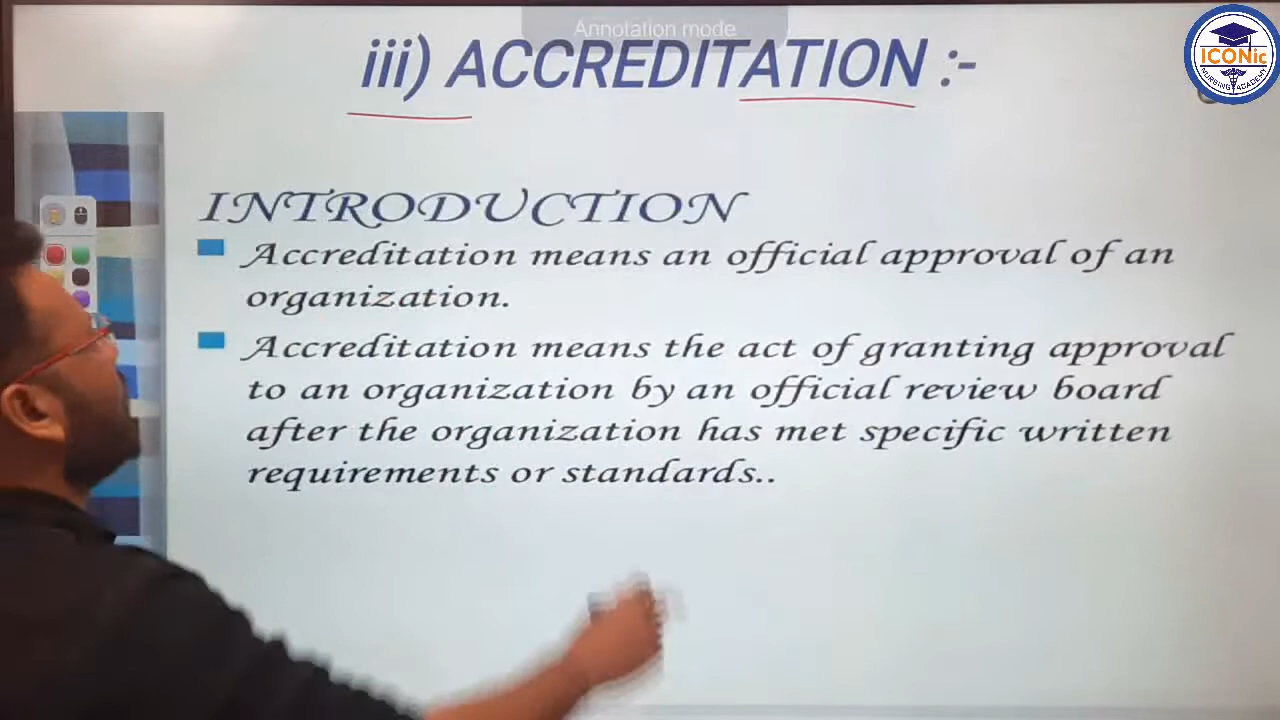 Annotation mode
iii) ACCREDITATION :-
ICONic
NURSING ACADEMY
INTRODUCTION
Accreditation means an official approval of an
organization.
Accreditation means the act of granting approval
to an organization by an official review board
after the organization has met specific written
requirements or standards..